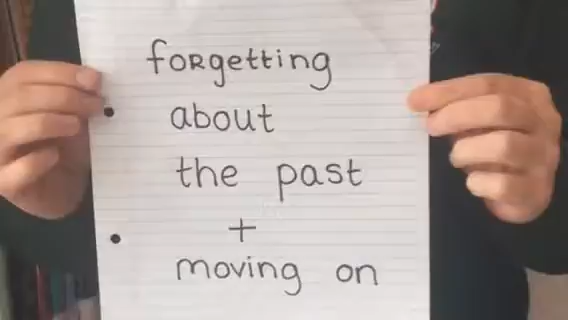 forgetting
about
the past
+
moving on